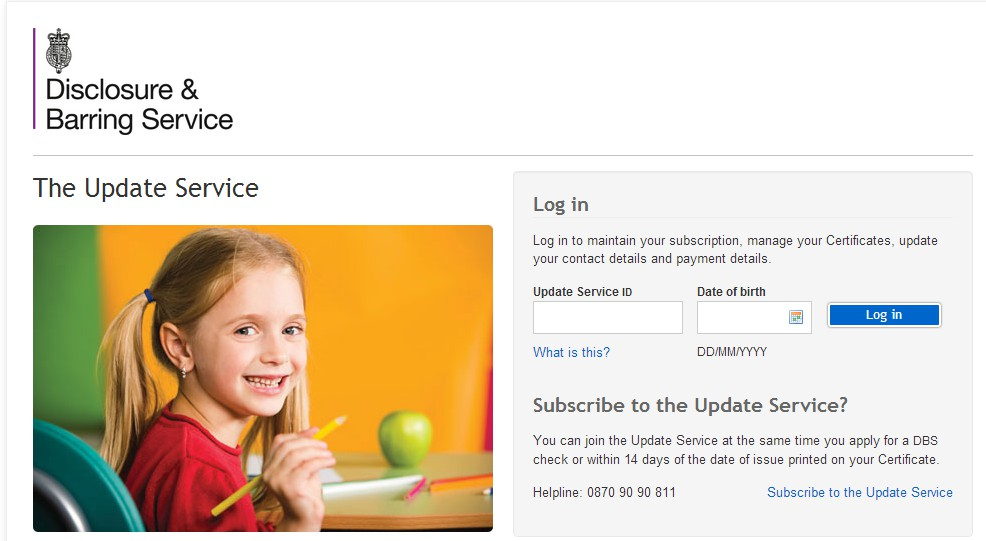 Disclosure &
Barring Service
The Update Service
Log in
Log in to maintain your subscription, manage your Certificates, update
your contact details and payment details.
Update Service ID
Date of birth
Log in
What is this?
DD/MM/YYYY
Subscribe to the Update Service?
You can join the Update Service at the same time you apply for a DBS
check or within 14 days of the date of issue printed on your Certificate.
Helpline: 0870 90 90 811
Subscribe to the Update Service